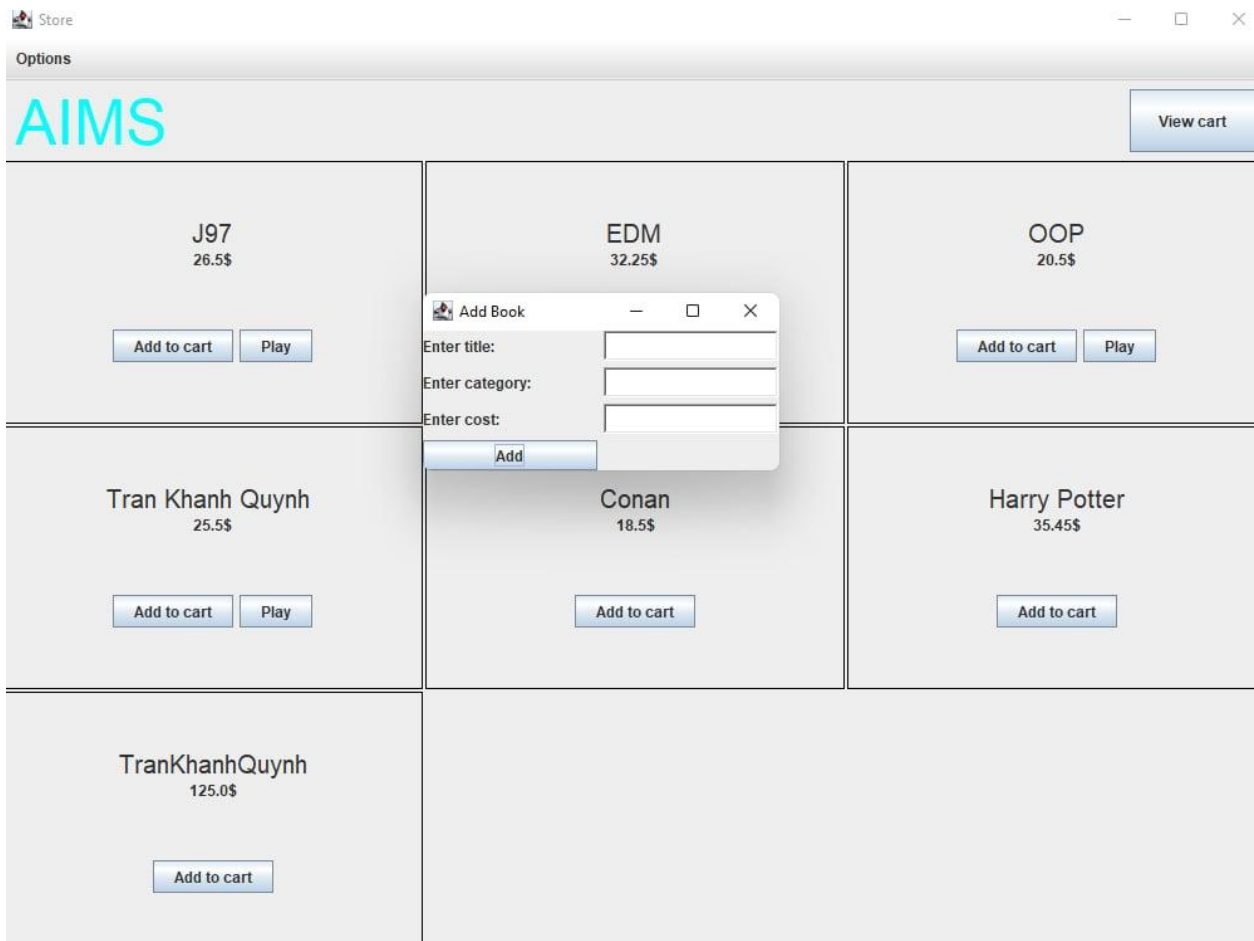 Store
Options
AIMS
View cart
J97
26.5$
Add to cart Play
EDM
32.25$
OOP
20.5$
Add to cart Play
Add Book
Enter title:
Enter category:
Enter cost:
Add
Tran Khanh Quynh
25.5$
Add to cart Play
Conan
18.5$
Add to cart
Harry Potter
35.45$
Add to cart
TranKhanhQuynh
125.0$
Add to cart